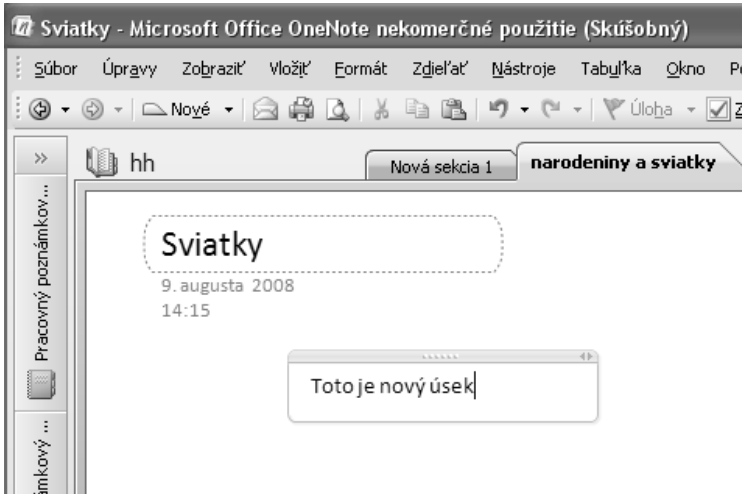 Sviatky - Microsoft Office OneNote nekomerčné použitie (Skúšobný)
Súbor Úpravy Zobraziť Vložiť Formát Zdieľať Nástroje Tabuľka Okno
Nové Úloha
hh Nová sekcia 1 narodeniny a sviatky
Pracovný poznámkov...
Sviatky
9. augusta 2008
14:15
Toto je nový úsek